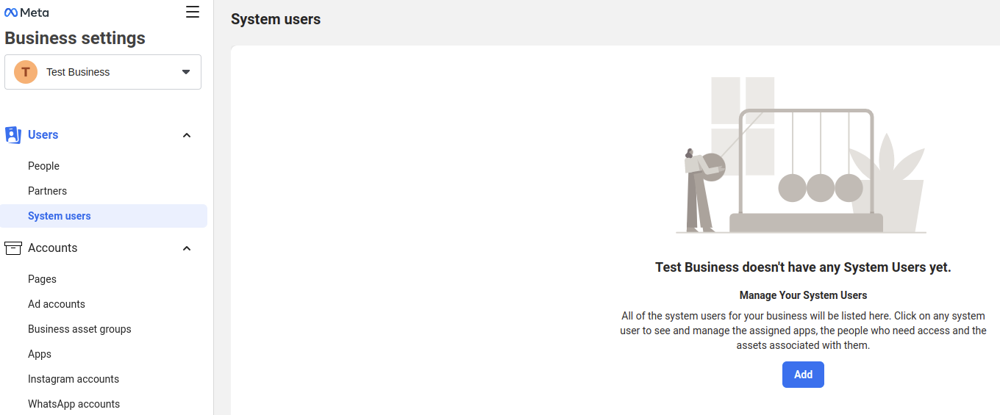 Meta
Business settings
T
Test Business
Users
People
Partners
System users
Accounts
Pages
Ad accounts
Business asset groups
Apps
Instagram accounts
WhatsApp accounts
System users
Test Business doesn't have any System Users yet.
Manage Your System Users
All of the system users for your business will be listed here. Click on any system
user to see and manage the assigned apps, the people who need access and the
assets associated with them.
Add